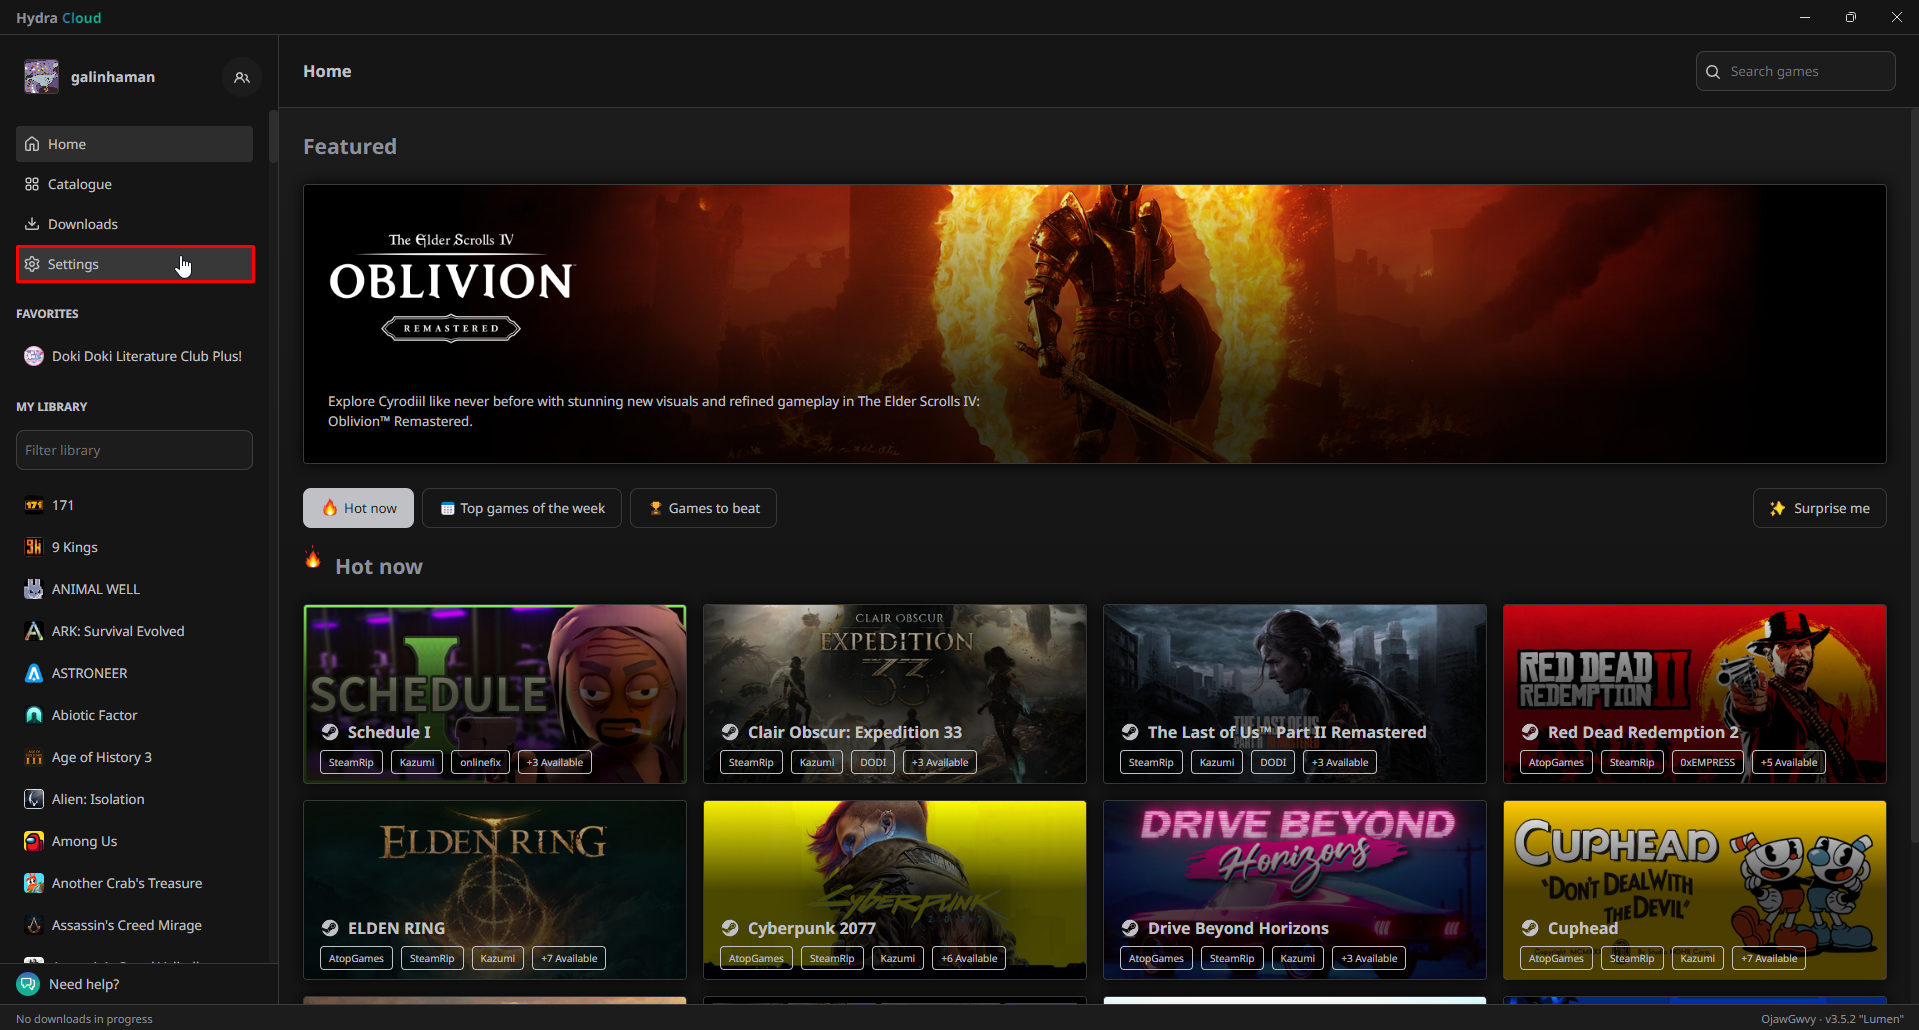 Hydra Cloud
galinhaman
Home
Catalogue
Downloads
Settings
FAVORITES
Doki Doki Literature Club Plus!
MY LIBRARY
Filter library
171
9 Kings
ANIMAL WELL
ARK: Survival Evolved
ASTRONEER
Abiotic Factor
Age of History 3
Alien: Isolation
Among Us
Another Crab's Treasure
Assassin's Creed Mirage
Need help?
No downloads in progress
Home
Search games
Featured
The Elder Scrolls IV
OBLIVION
REMASTERED
Explore Cyrodiil like never before with stunning new visuals and refined gameplay in The Elder Scrolls IV:
Oblivion™ Remastered.
Hot now
Top games of the week
Games to beat
Surprise me
Hot now
SCHEDULE I
Schedule I
SteamRip Kazumi onlinefix +3 Available
CLAIR OBSCUR
EXPEDITION
33
Clair Obscur: Expedition 33
SteamRip Kazumi DODI +3 Available
THE LAST OF US
The Last of Us™ Part II Remastered
SteamRip Kazumi DODI +3 Available
RED DEAD
REDEMPTION II
Red Dead Redemption 2
AtopGames SteamRip 0xEMPRESS +5 Available
ELDEN RING
ELDEN RING
AtopGames SteamRip Kazumi +7 Available
Cyberpunk
Cyberpunk 2077
AtopGames SteamRip Kazumi +6 Available
DRIVE BEYOND
Horizons
Drive Beyond Horizons
AtopGames SteamRip Kazumi +3 Available
CUPHEAD
"DON'T DEAL WITH
THE DEVIL"
Cuphead
AtopGames SteamRip Kazumi +7 Available
OjawGwvy - v3.5.2 "Lumen"